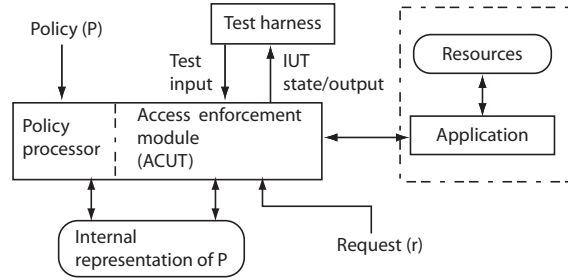 Policy (P)
Test harness
Test
input
IUT
state/output
Resources
Policy
processor
Access enforcement
module
(ACUT)
Application
Internal
representation of P
Request (r)